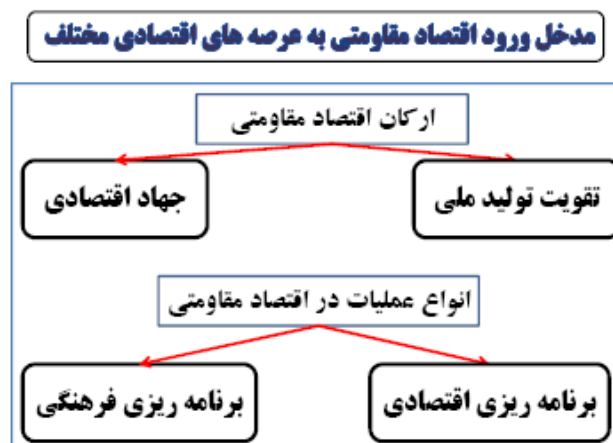 مدخل ورود اقتصاد مقاومتی به عرصه های اقتصادی مختلف
ارکان اقتصاد مقاومتی
تقویت تولید ملی
جهاد اقتصادی
انواع عملیات در اقتصاد مقاومتی
برنامه ریزی اقتصادی
برنامه ریزی فرهنگی